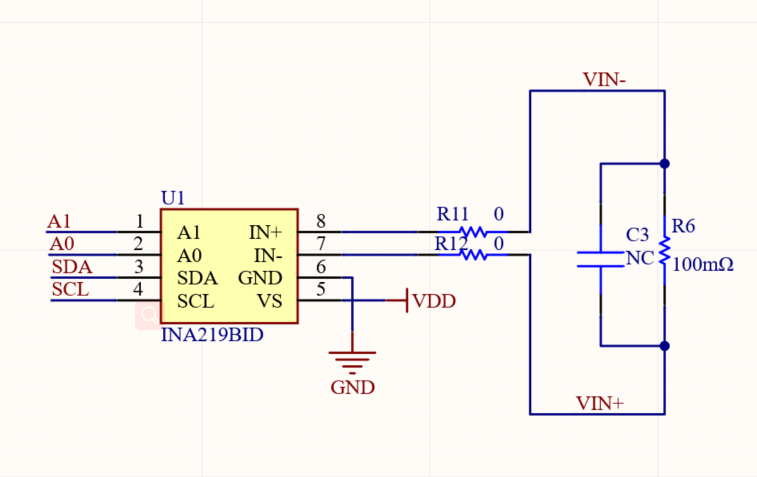 VIN-
U1
R11 0
R12 0
A1 1 A1 IN+ 8
A0 2 A0 IN- 7
SDA 3 SDA GND 6
SCL 4 SCL VS 5
INA219BID
VDD
GND
C3
NC
R6
100mΩ
VIN+